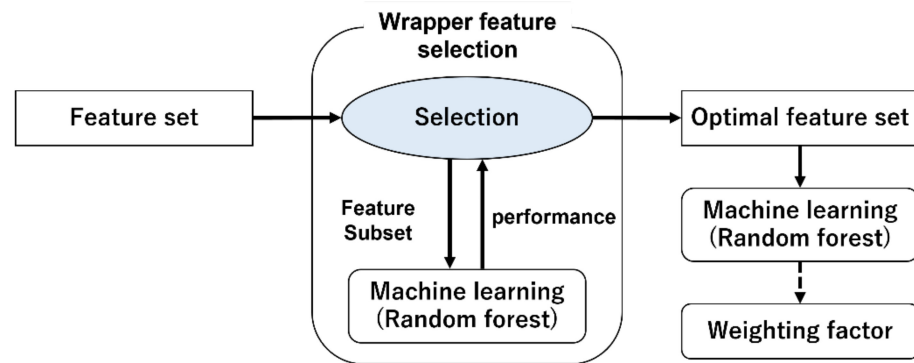 Wrapper feature
selection
Feature set
Selection
Optimal feature set
Feature
Subset
performance
Machine learning
(Random forest)
Machine learning
(Random forest)
Weighting factor